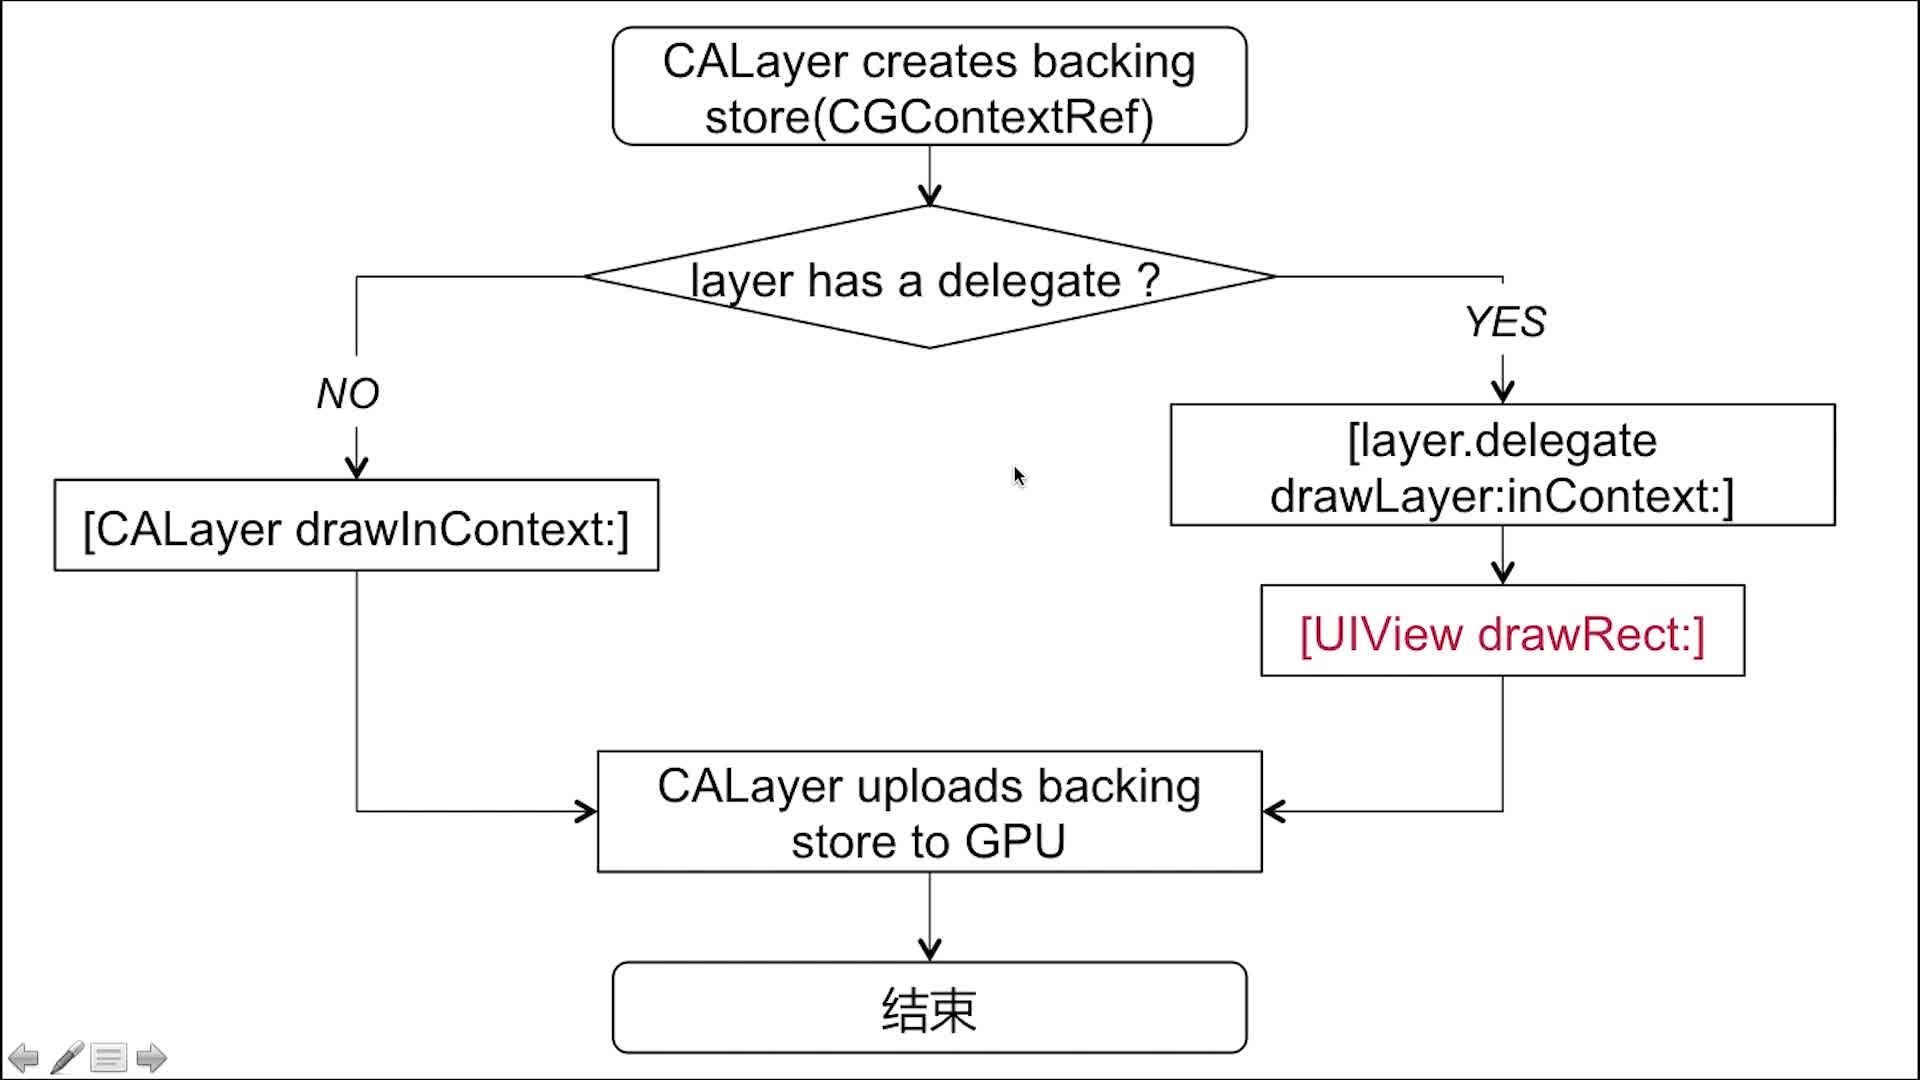 CALayer creates backing
store(CGContextRef)
layer has a delegate ?
YES
NO
[layer.delegate
drawLayer:inContext:]
[CALayer drawInContext:]
[UIView drawRect:]
CALayer uploads backing
store to GPU
结束